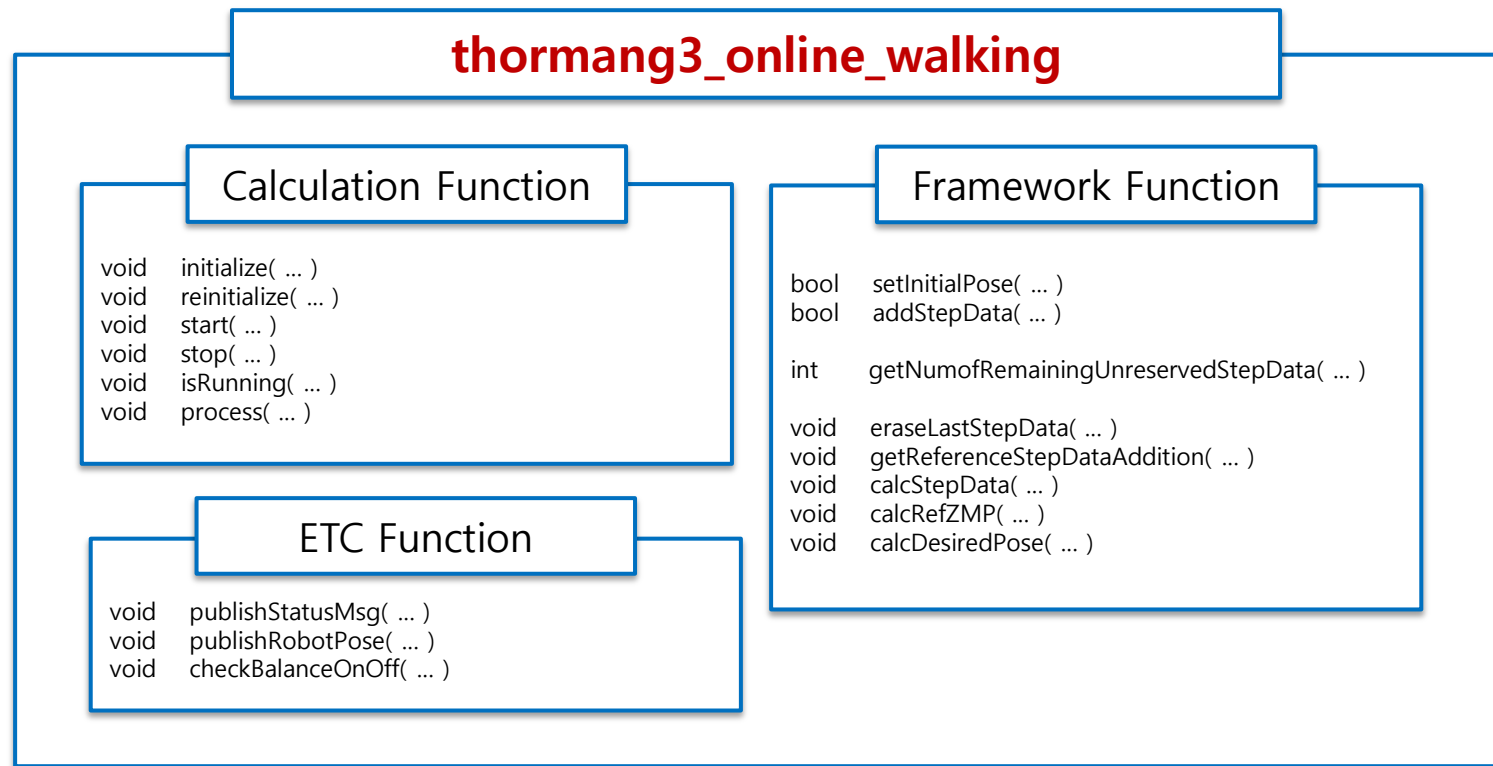 thormang3_online_walking
Calculation Function
void initialize( ... )
void reinitialize( ... )
void start( ... )
void stop( ... )
void isRunning( ... )
void process( ... )
ETC Function
void publishStatusMsg( ... )
void publishRobotPose( ... )
void checkBalanceOnOff( ... )
Framework Function
bool setInitialPose( ... )
bool addStepData( ... )
int getNumofRemainingUnreservedStepData( ... )
void eraseLastStepData( ... )
void getReferenceStepDataAddition( ... )
void calcStepData( ... )
void calcRefZMP( ... )
void calcDesiredPose( ... )